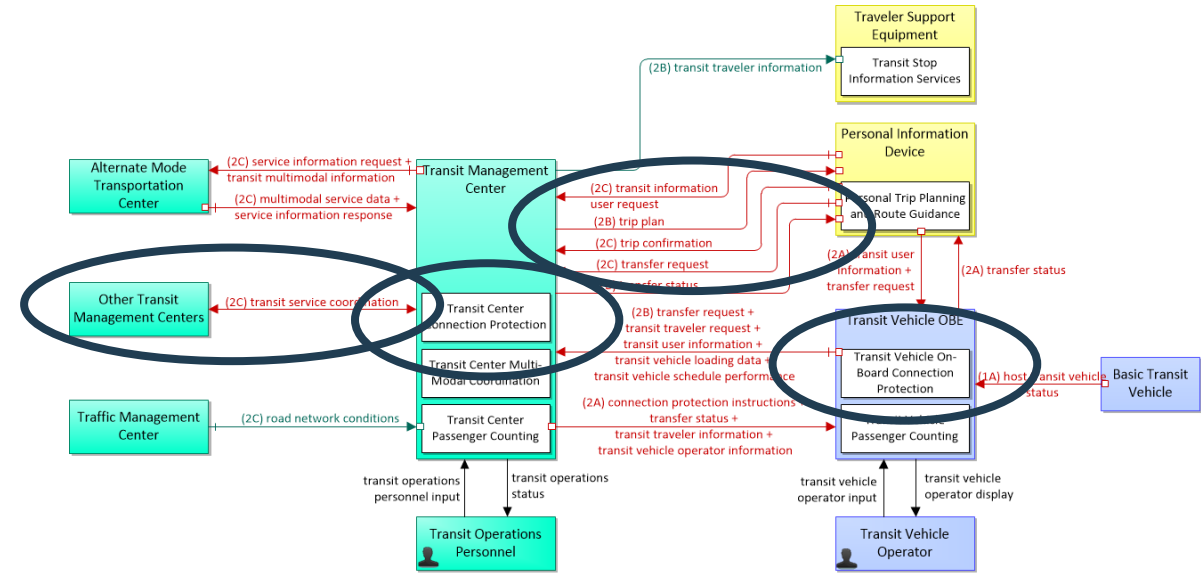 Traveler Support
Equipment
Transit Stop
Information Services
(2B) transit traveler information
Personal Information
Device
Personal Trip Planning
and Route Guidance
Alternate Mode
Transportation
Center
(2C) service information request +
transit multimodal information
(2C) multimodal service data +
service information response
Transit Management
Center
(2C) transit information
user request
(2B) trip plan
(2C) trip confirmation
(2C) transfer request
transfer status
(2A) transit user
information +
transfer request
(2A) transfer status
Other Transit
Management Centers
(2C) transit service coordination
Transit Center
Connection Protection
Transit Center Multi-
Modal Coordination
Transit Center
Passenger Counting
(2B) transfer request +
transit traveler request +
transit user information +
transit vehicle loading data +
transit vehicle schedule performance
(2A) connection protection instructions
transfer status +
transit traveler information +
transit vehicle operator information
Transit Vehicle OBE
Transit Vehicle On-
Board Connection
Protection
Transit Vehicle
Passenger Counting
(1A) host transit vehicle
status
Basic Transit
Vehicle
Traffic Management
Center
(2C) road network conditions
transit operations
personnel input
transit operations
status
transit vehicle
operator input
transit vehicle
operator display
Transit Operations
Personnel
Transit Vehicle
Operator